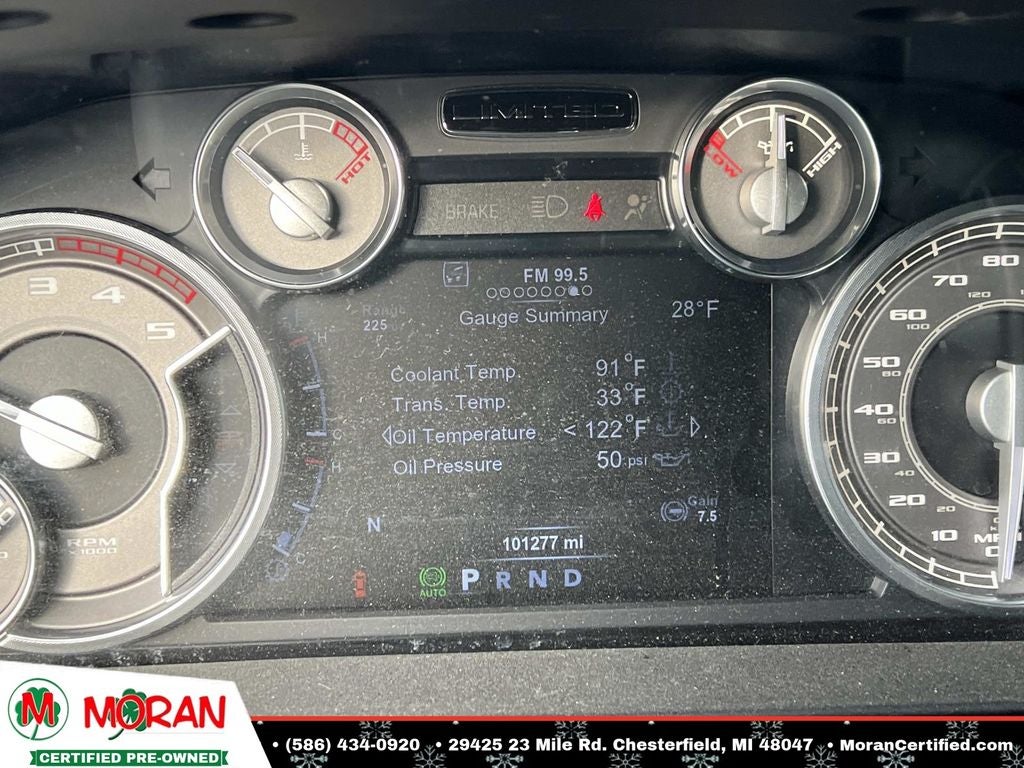 LIMITED
HOT
LOW
HIGH
BRAKE
FM 99.5
Range
225
Gauge Summary
28°F
Coolant Temp. 91°F
Trans. Temp. 33°F
Oil Temperature < 122°F
Oil Pressure 50 psi
H
C
H
Gain
7.5
N
101277 mi
AUTO
P R N D
3
4
5
RPM
x1000
80
70
120
60
100
50
80
40
60
30
40
20
20
10
MPH
0
M MORAN
CERTIFIED PRE-OWNED
• (586) 434-0920 • 29425 23 Mile Rd. Chesterfield, MI 48047 • MoranCertified.com